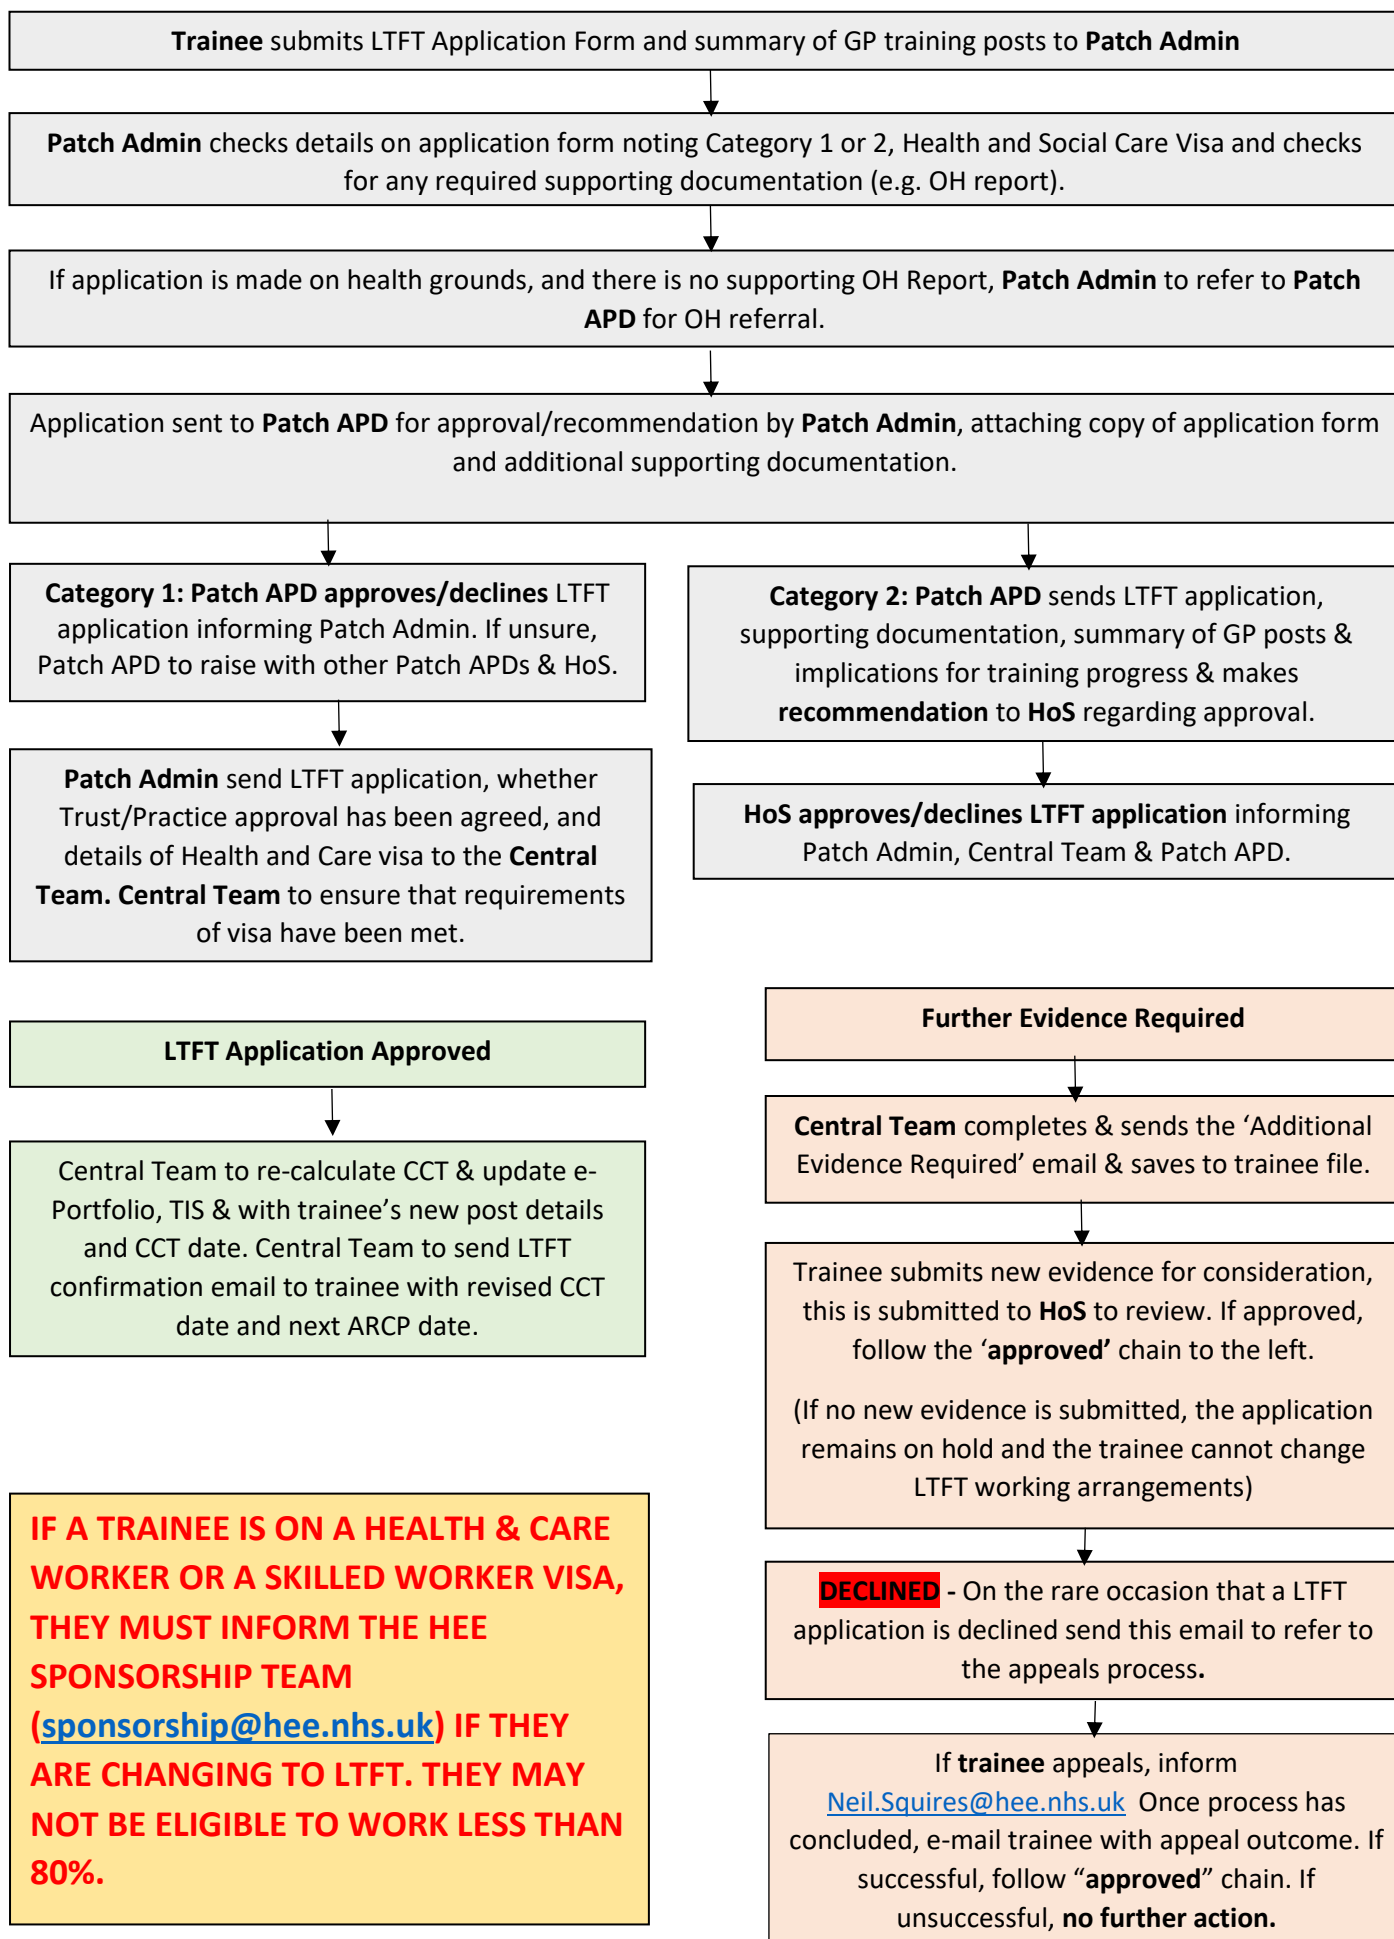 Trainee submits LTFT Application Form and summary of GP training posts to Patch Admin
Patch Admin checks details on application form noting Category 1 or 2, Health and Social Care Visa and checks
for any required supporting documentation (e.g. OH report).
If application is made on health grounds, and there is no supporting OH Report, Patch Admin to refer to Patch
APD for OH referral.
Application sent to Patch APD for approval/recommendation by Patch Admin, attaching copy of application form
and additional supporting documentation.
Category 1: Patch APD approves/declines LTFT
application informing Patch Admin. If unsure,
Patch APD to raise with other Patch APDs & HoS.
Patch Admin send LTFT application, whether
Trust/Practice approval has been agreed, and
details of Health and Care visa to the Central
Team. Central Team to ensure that requirements
of visa have been met.
Category 2: Patch APD sends LTFT application,
supporting documentation, summary of GP posts &
implications for training progress & makes
recommendation to HoS regarding approval.
HoS approves/declines LTFT application informing
Patch Admin, Central Team & Patch APD.
LTFT Application Approved
Central Team to re-calculate CCT & update e-
Portfolio, TIS & with trainee's new post details
and CCT date. Central Team to send LTFT
confirmation email to trainee with revised CCT
date and next ARCP date.
IF A TRAINEE IS ON A HEALTH & CARE
WORKER OR A SKILLED WORKER VISA,
THEY MUST INFORM THE HEE
SPONSORSHIP TEAM
(sponsorship@hee.nhs.uk) IF THEY
ARE CHANGING TO LTFT. THEY MAY
NOT BE ELIGIBLE TO WORK LESS THAN
80%.
Further Evidence Required
Central Team completes & sends the ‘Additional
Evidence Required’ email & saves to trainee file.
Trainee submits new evidence for consideration,
this is submitted to HoS to review. If approved,
follow the ‘approved’ chain to the left.
(If no new evidence is submitted, the application
remains on hold and the trainee cannot change
LTFT working arrangements)
DECLINED - On the rare occasion that a LTFT
application is declined send this email to refer to
the appeals process.
If trainee appeals, inform
Neil.Squires@hee.nhs.uk Once process has
concluded, e-mail trainee with appeal outcome. If
successful, follow “approved” chain. If
unsuccessful, no further action.